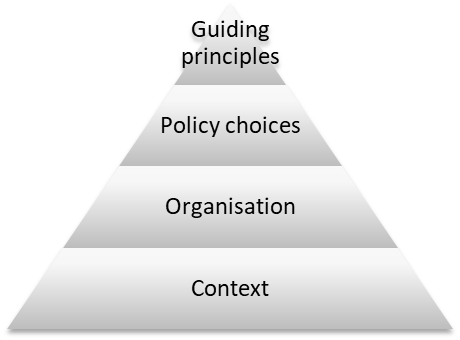 Guiding
principles
Policy choices
Organisation
Context